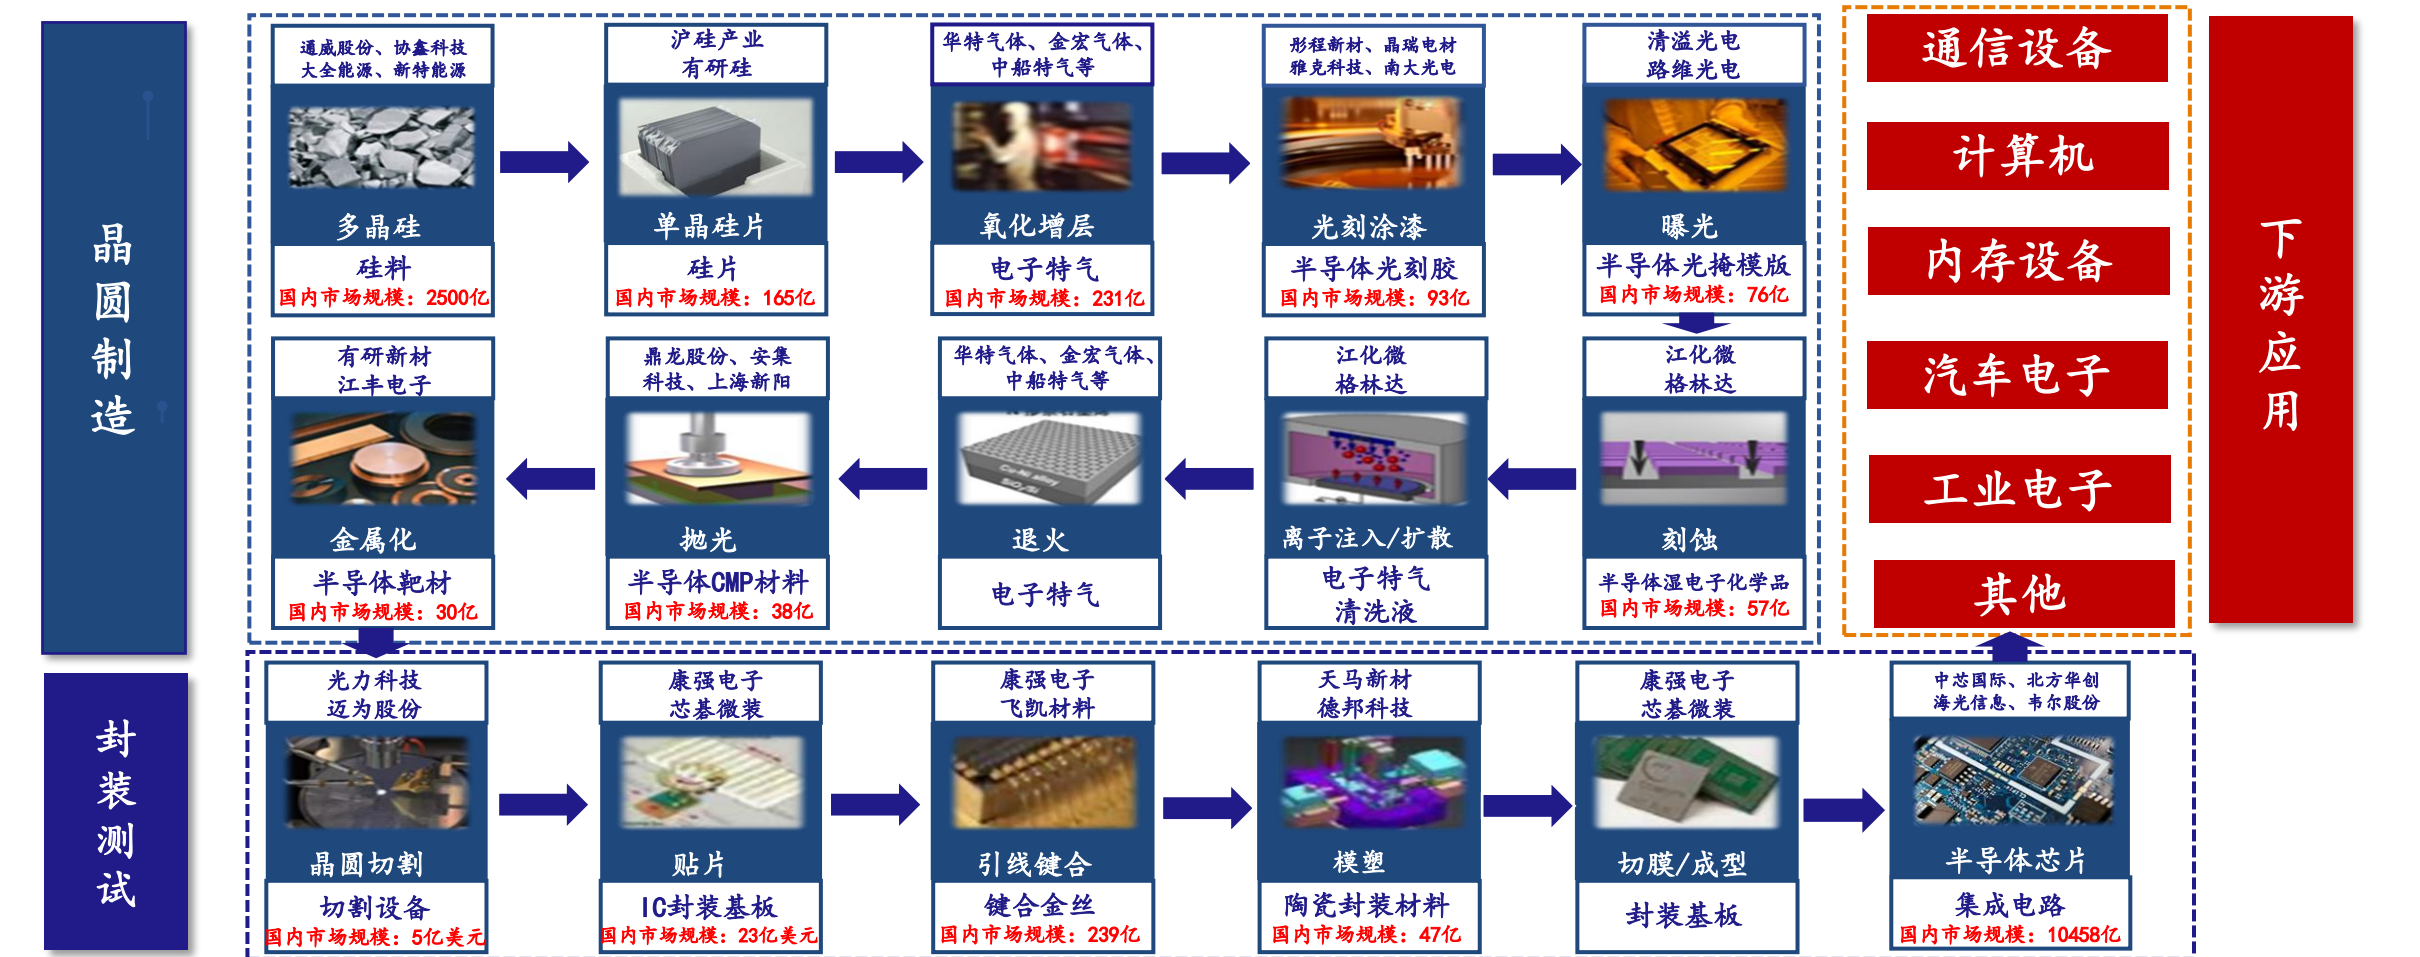 晶圆制造
通威股份、协鑫科技
大全能源、新特能源
多晶硅
硅料
国内市场规模：2500亿
沪硅产业
有研硅
单晶硅片
硅片
国内市场规模：165亿
华特气体、金宏气体、
中船特气等
氧化增层
电子特气
国内市场规模：231亿
彤程新材、晶瑞电材
雅克科技、南大光电
光刻涂漆
半导体光刻胶
国内市场规模：93亿
清溢光电
路维光电
曝光
半导体光掩模版
国内市场规模：76亿
有研新材
江丰电子
金属化
半导体靶材
国内市场规模：30亿
鼎龙股份、安集
科技、上海新阳
抛光
半导体CMP材料
国内市场规模：38亿
华特气体、金宏气体、
中船特气等
Cu-Ni alloy
SiO₂/Si
退火
电子特气
江化微
格林达
离子注入/扩散
电子特气
清洗液
江化微
格林达
刻蚀
半导体湿电子化学品
国内市场规模：57亿
封装测试
光力科技
迈为股份
晶圆切割
切割设备
国内市场规模：5亿美元
康强电子
芯碁微装
贴片
IC封装基板
国内市场规模：23亿美元
康强电子
飞凯材料
引线键合
键合金丝
国内市场规模：239亿
天马新材
德邦科技
模塑
陶瓷封装材料
国内市场规模：47亿
康强电子
芯碁微装
切膜/成型
封装基板
中芯国际、北方华创
海光信息、韦尔股份
半导体芯片
集成电路
国内市场规模：10458亿
通信设备
计算机
内存设备
汽车电子
工业电子
其他
下游应用